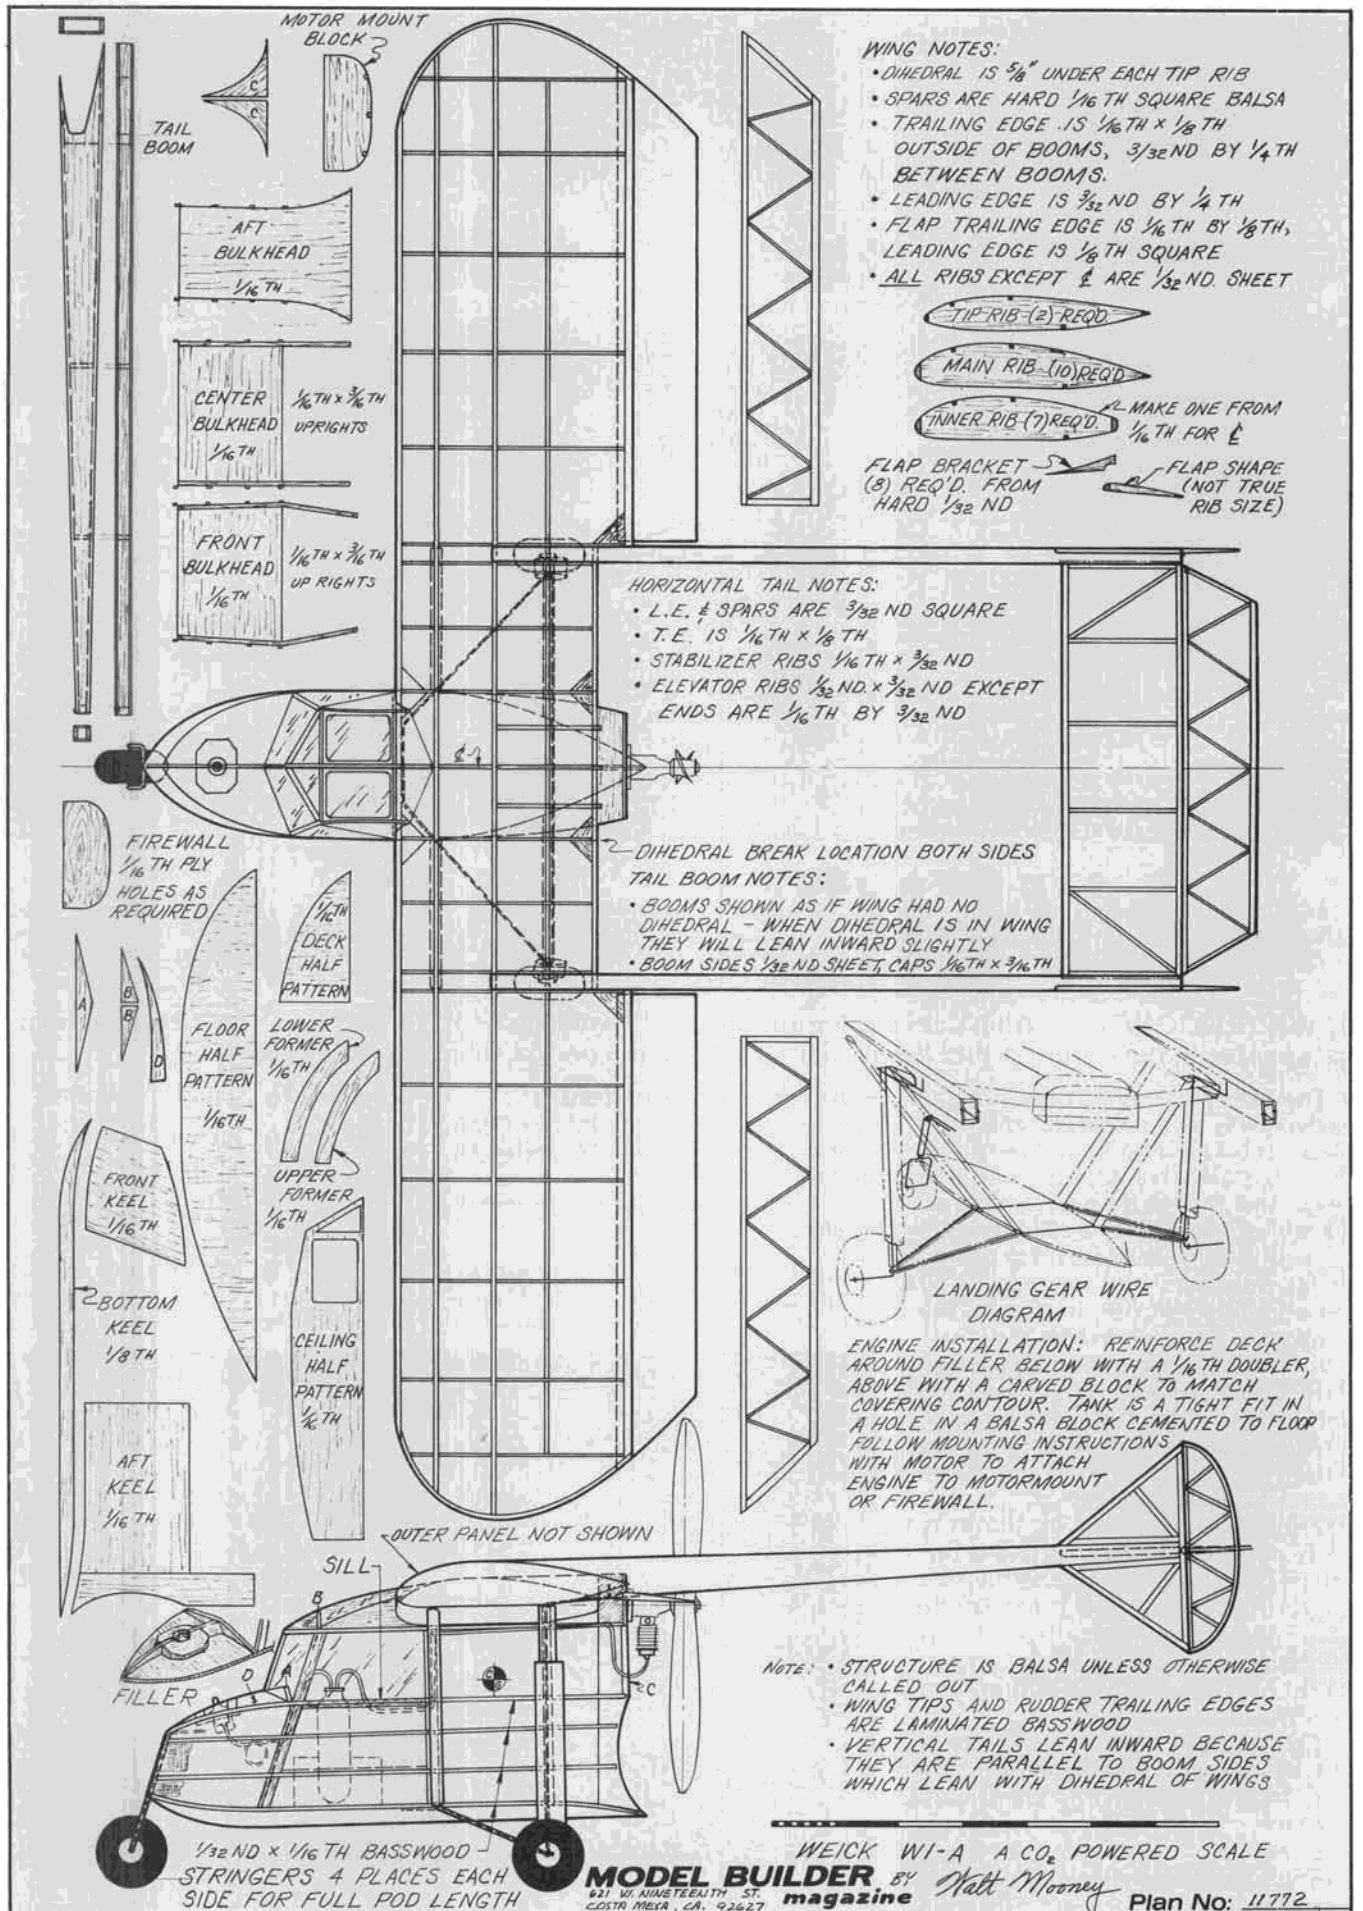 MOTOR MOUNT
BLOCK
TAIL
BOOM
C
C
AFT
BULKHEAD
1/16 TH
CENTER
BULKHEAD
1/16 TH
1/16 TH x 3/16 TH
UPRIGHTS
FRONT
BULKHEAD
1/16 TH
1/16 TH x 3/16 TH
UP RIGHTS
WING NOTES:
• DIHEDRAL IS 5/8" UNDER EACH TIP RIB
• SPARS ARE HARD 1/16 TH SQUARE BALSA
• TRAILING EDGE IS 1/16 TH x 1/8 TH
OUTSIDE OF BOOMS, 3/32 ND BY 1/4 TH
BETWEEN BOOMS.
• LEADING EDGE IS 3/32 ND BY 1/4 TH
• FLAP TRAILING EDGE IS 1/16 TH BY 1/8 TH,
LEADING EDGE IS 1/8 TH SQUARE
• ALL RIBS EXCEPT ℄ ARE 1/32 ND. SHEET
TIP RIB (2) REQ'D.
MAIN RIB (10) REQ'D
INNER RIB (7) REQ'D.
MAKE ONE FROM
1/16 TH FOR ℄
FLAP BRACKET
(8) REQ'D. FROM
HARD 1/32 ND
FLAP SHAPE
(NOT TRUE
RIB SIZE)
HORIZONTAL TAIL NOTES:
• L.E. & SPARS ARE 3/32 ND SQUARE
• T.E. IS 1/16 TH x 1/8 TH
• STABILIZER RIBS 1/16 TH x 3/32 ND
• ELEVATOR RIBS 1/32 ND. x 3/32 ND EXCEPT
ENDS ARE 1/16 TH BY 3/32 ND
℄
DIHEDRAL BREAK LOCATION BOTH SIDES
TAIL BOOM NOTES:
• BOOMS SHOWN AS IF WING HAD NO
DIHEDRAL - WHEN DIHEDRAL IS IN WING
THEY WILL LEAN INWARD SLIGHTLY
• BOOM SIDES 1/32 ND SHEET, CAPS 1/16 TH x 3/16 TH
FIREWALL
1/16 TH PLY
HOLES AS
REQUIRED
A
B
B
D
FLOOR
HALF
PATTERN
1/16 TH
1/16 TH
DECK
HALF
PATTERN
LOWER
FORMER
1/16 TH
UPPER
FORMER
1/16 TH
FRONT
KEEL
1/16 TH
BOTTOM
KEEL
1/8 TH
CEILING
HALF
PATTERN
1/16 TH
AFT
KEEL
1/16 TH
LANDING GEAR WIRE
DIAGRAM
ENGINE INSTALLATION: REINFORCE DECK
AROUND FILLER BELOW WITH A 1/16 TH DOUBLER,
ABOVE WITH A CARVED BLOCK TO MATCH
COVERING CONTOUR. TANK IS A TIGHT FIT IN
A HOLE IN A BALSA BLOCK CEMENTED TO FLOOR
FOLLOW MOUNTING INSTRUCTIONS
WITH MOTOR TO ATTACH
ENGINE TO MOTORMOUNT
OR FIREWALL.
OUTER PANEL NOT SHOWN
SILL
B
D
A
C
FILLER
NOTE: • STRUCTURE IS BALSA UNLESS OTHERWISE
CALLED OUT
• WING TIPS AND RUDDER TRAILING EDGES
ARE LAMINATED BASSWOOD
• VERTICAL TAILS LEAN INWARD BECAUSE
THEY ARE PARALLEL TO BOOM SIDES
WHICH LEAN WITH DIHEDRAL OF WINGS
1/32 ND x 1/16 TH BASSWOOD
STRINGERS 4 PLACES EACH
SIDE FOR FULL POD LENGTH
WEICK W1-A A CO2 POWERED SCALE
MODEL BUILDER BY Walt Mooney
621 W. NINETEENTH ST. magazine
COSTA MESA, CA. 92627
Plan No: 11772